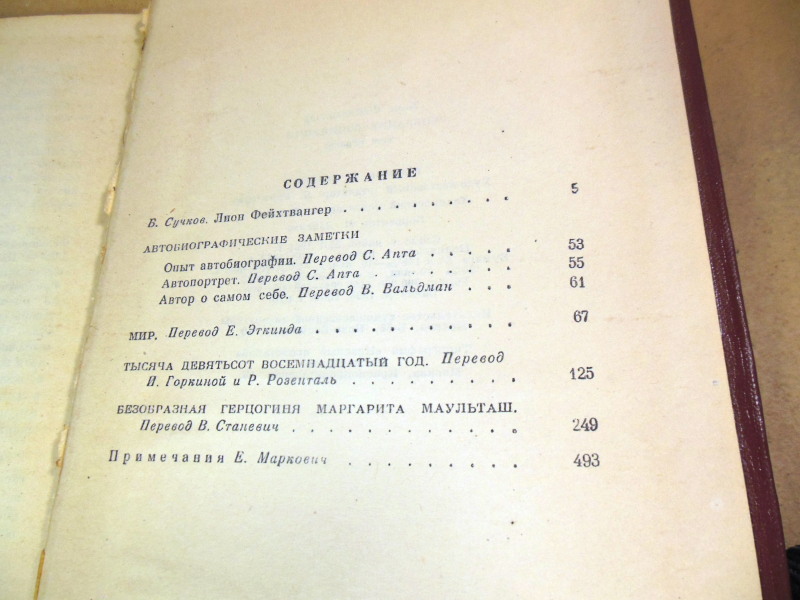 СОДЕРЖАНИЕ
Б. Сучков. Лион Фейхтвангер . . . . . . . . . 5
АВТОБИОГРАФИЧЕСКИЕ ЗАМЕТКИ
Опыт автобиографии. Перевод С. Апта . . . . . 53
Автопортрет. Перевод С. Апта . . . . . . . 55
Автор о самом себе. Перевод В. Вальдман . . . 61
МИР. Перевод Е. Эткинда . . . . . . . . . . 67
ТЫСЯЧА ДЕВЯТЬСОТ ВОСЕМНАДЦАТЫЙ ГОД. Перевод
И. Горкиной и Р. Розенталь . . . . . . . . . 125
БЕЗОБРАЗНАЯ ГЕРЦОГИНЯ МАРГАРИТА МАУЛЬТАШ.
Перевод В. Станевич . . . . . . . . . . . 249
Примечания Е. Маркович . . . . . . . . 493